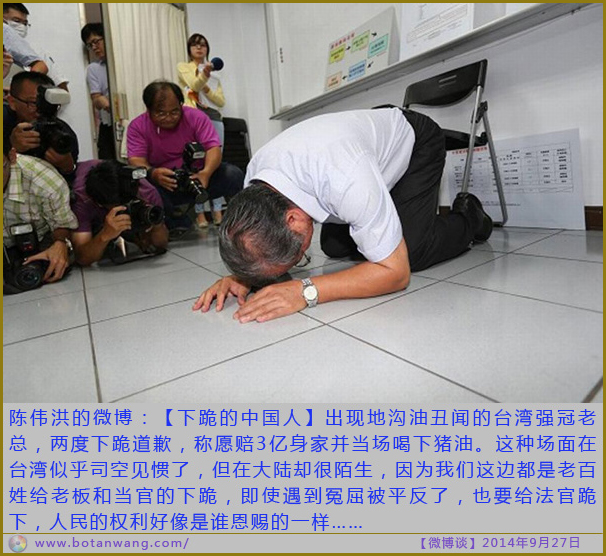 陈伟洪的微博：【下跪的中国人】出现地沟油丑闻的台湾强冠老
总，两度下跪道歉，称愿赔3亿身家并当场喝下猪油。这种场面在
台湾似乎司空见惯了，但在大陆却很陌生，因为我们这边都是老百
姓给老板和当官的下跪，即使遇到冤屈被平反了，也要给法官跪
下，人民的权利好像是谁恩赐的一样……
www.botanwang.com/ 【微博谈】2014年9月27日